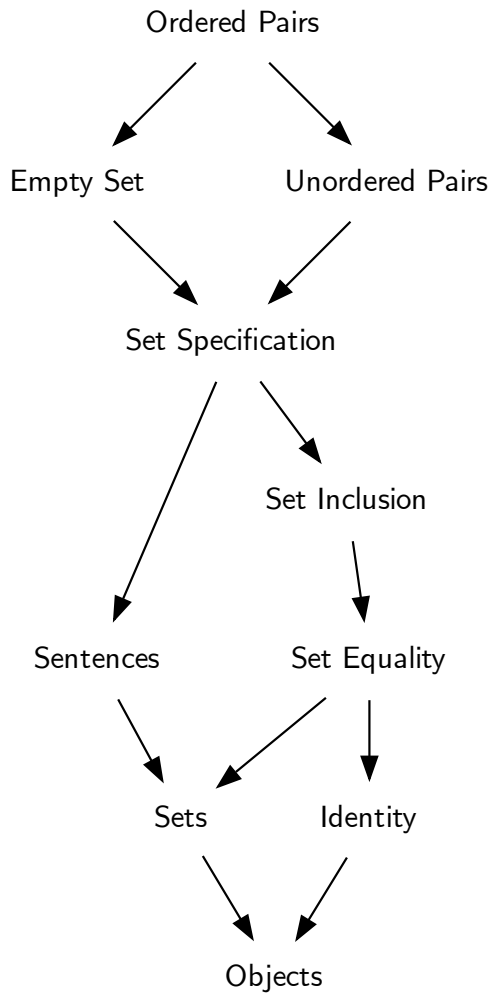 Ordered Pairs
Empty Set
Unordered Pairs
Set Specification
Set Inclusion
Sentences
Set Equality
Sets
Identity
Objects